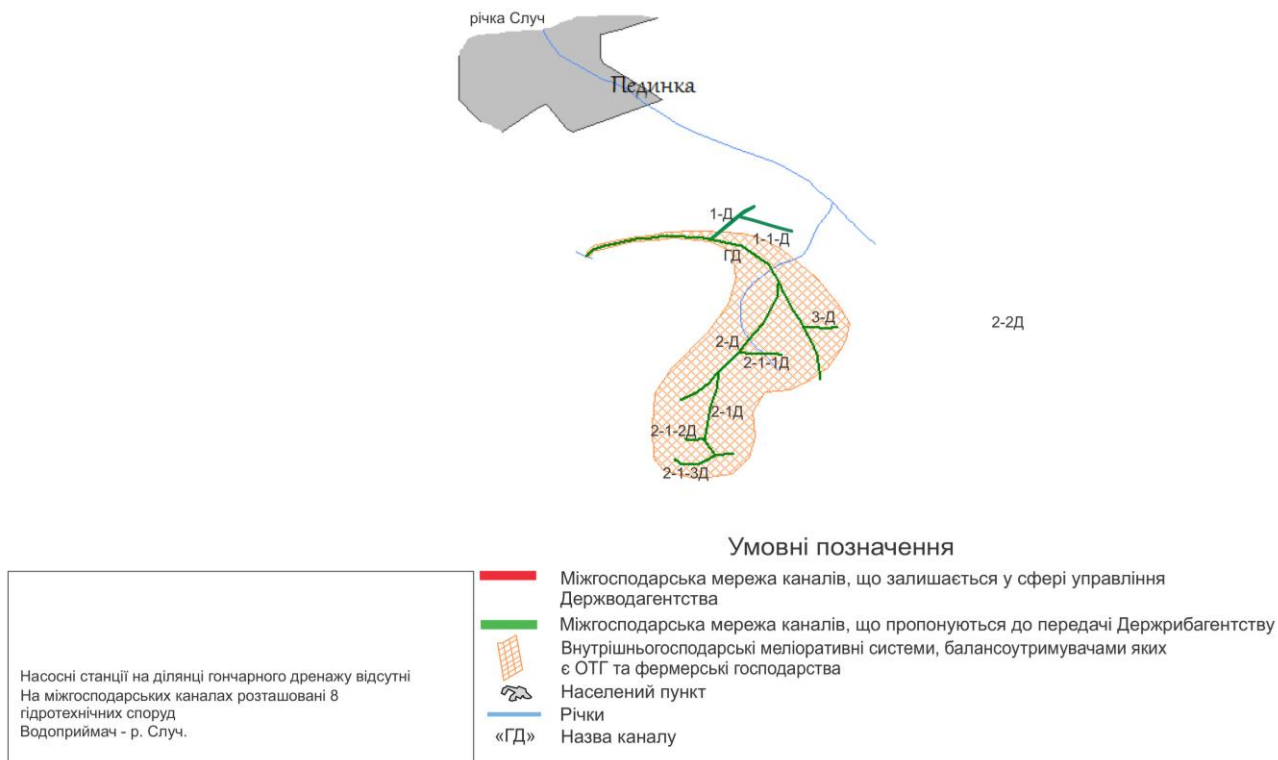 річка Случ
Пединка
1-Д
1-1-Д
ГД
3-Д
2-2Д
2-Д
2-1-1Д
2-1Д
2-1-2Д
2-1-3Д
Умовні позначення
Міжгосподарська мережа каналів, що залишається у сфері управління
Держводагентства
Міжгосподарська мережа каналів, що пропонуються до передачі Держрибагентству
Внутрішньогосподарські меліоративні системи, балансоутримувачами яких
є ОТГ та фермерські господарства
Населений пункт
Річки
«ГД» Назва каналу
Насосні станції на ділянці гончарного дренажу відсутні
На міжгосподарських каналах розташовані 8
гідротехнічних споруд
Водоприймач - р. Случ.